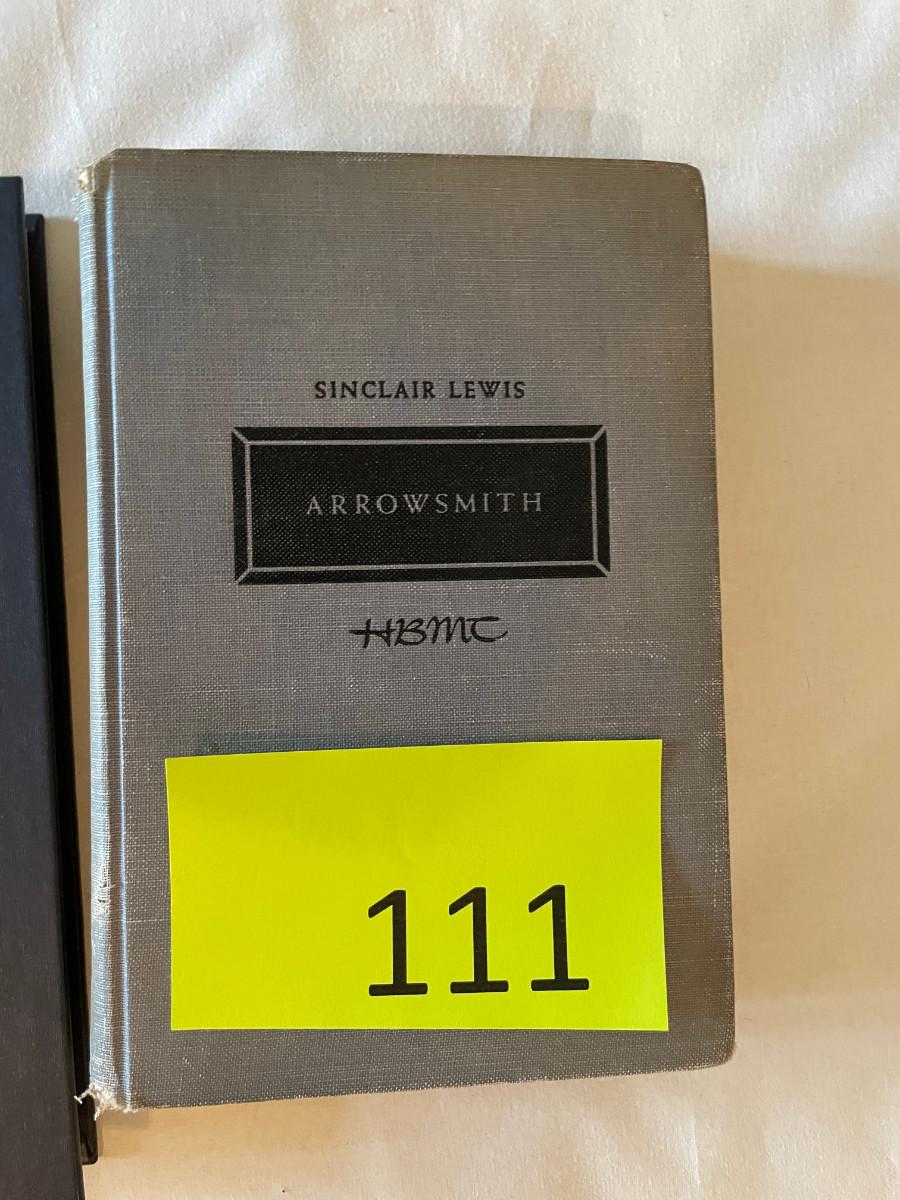 SINCLAIR LEWIS
ARROWSMITH
HBMC
111